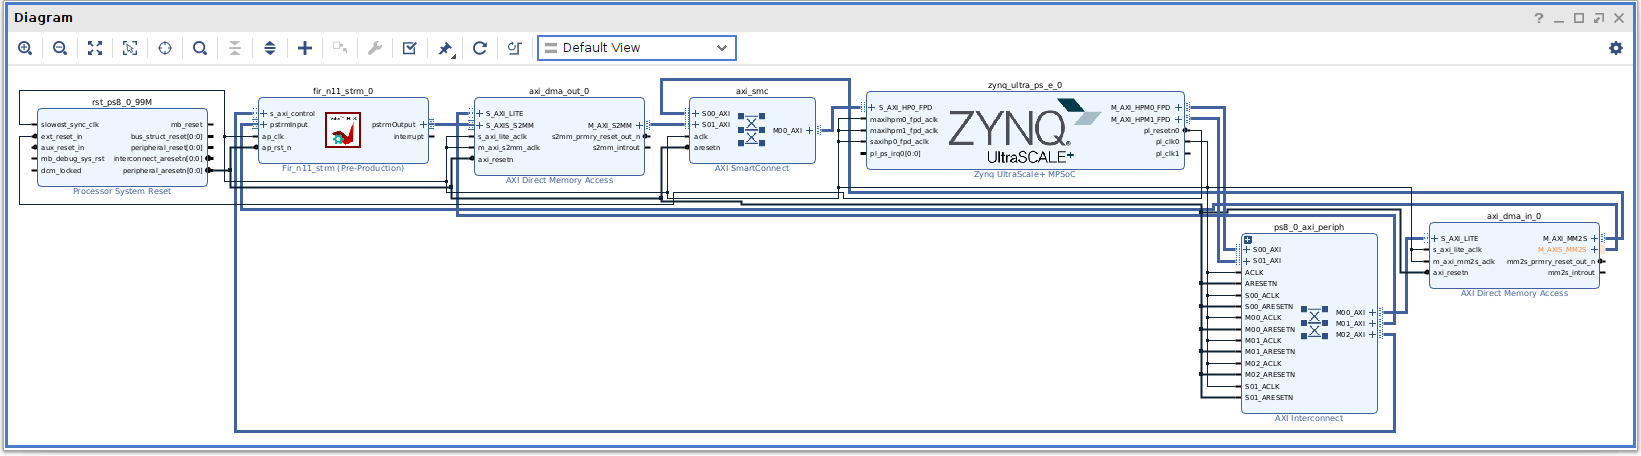 Diagram
? _
Default View
rst_ps8_0_99M
slowest_sync_clk
ext_reset_in
aux_reset_in
mb_debug_sys_rst
dcm_locked
mb_reset
bus_struct_reset[0:0]
peripheral_reset[0:0]
interconnect_aresetn[0:0]
peripheral_aresetn[0:0]
Processor System Reset
fir_n11_strm_0
s_axi_control
pstrmInput
ap_clk
ap_rst_n
pstrmOutput
interrupt
Fir_n11_strm (Pre-Production)
axi_dma_out_0
S_AXI_LITE
S_AXIS_S2MM
s_axi_lite_aclk
m_axi_s2mm_aclk
axi_resetn
M_AXI_S2MM
s2mm_prmry_reset_out_n
s2mm_introut
AXI Direct Memory Access
axi_smc
S00_AXI
S01_AXI
aclk
aresetn
M00_AXI
AXI SmartConnect
zynq_ultra_ps_e_0
S_AXI_HP0_FPD
maxihpm0_fpd_aclk
maxihpm1_fpd_aclk
saxihp0_fpd_aclk
pl_ps_irq0[0:0]
ZYNQ
UltraSCALE+
M_AXI_HPM0_FPD
M_AXI_HPM1_FPD
pl_resetn0
pl_clk0
pl_clk1
Zynq UltraScale+ MPSoC
ps8_0_axi_periph
S00_AXI
S01_AXI
ACLK
ARESETN
S00_ACLK
S00_ARESETN
M00_ACLK
M00_ARESETN
M01_ACLK
M01_ARESETN
M02_ACLK
M02_ARESETN
S01_ACLK
S01_ARESETN
M00_AXI
M01_AXI
M02_AXI
AXI Interconnect
axi_dma_in_0
S_AXI_LITE
s_axi_lite_aclk
m_axi_mm2s_aclk
axi_resetn
M_AXI_MM2S
M_AXIS_MM2S
mm2s_prmry_reset_out_n
mm2s_introut
AXI Direct Memory Access